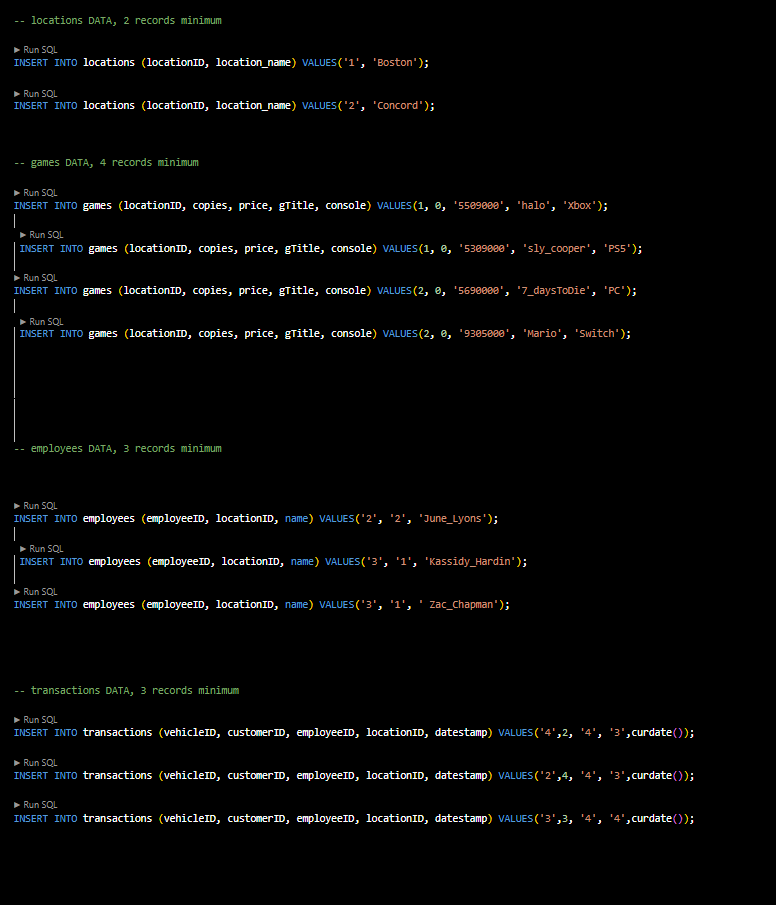 -- locations DATA, 2 records minimum
▶ Run SQL
INSERT INTO locations (locationID, location_name) VALUES('1', 'Boston');
▶ Run SQL
INSERT INTO locations (locationID, location_name) VALUES('2', 'Concord');
-- games DATA, 4 records minimum
▶ Run SQL
INSERT INTO games (locationID, copies, price, gTitle, console) VALUES(1, 0, '5509000', 'halo', 'Xbox');
▶ Run SQL
INSERT INTO games (locationID, copies, price, gTitle, console) VALUES(1, 0, '5309000', 'sly_cooper', 'PS5');
▶ Run SQL
INSERT INTO games (locationID, copies, price, gTitle, console) VALUES(2, 0, '5690000', '7_daysToDie', 'PC');
▶ Run SQL
INSERT INTO games (locationID, copies, price, gTitle, console) VALUES(2, 0, '9305000', 'Mario', 'Switch');
-- employees DATA, 3 records minimum
▶ Run SQL
INSERT INTO employees (employeeID, locationID, name) VALUES('2', '2', 'June_Lyons');
▶ Run SQL
INSERT INTO employees (employeeID, locationID, name) VALUES('3', '1', 'Kassidy_Hardin');
▶ Run SQL
INSERT INTO employees (employeeID, locationID, name) VALUES('3', '1', ' Zac_Chapman');
-- transactions DATA, 3 records minimum
▶ Run SQL
INSERT INTO transactions (vehicleID, customerID, employeeID, locationID, datestamp) VALUES('4',2, '4', '3',curdate());
▶ Run SQL
INSERT INTO transactions (vehicleID, customerID, employeeID, locationID, datestamp) VALUES('2',4, '4', '3',curdate());
▶ Run SQL
INSERT INTO transactions (vehicleID, customerID, employeeID, locationID, datestamp) VALUES('3',3, '4', '4',curdate());